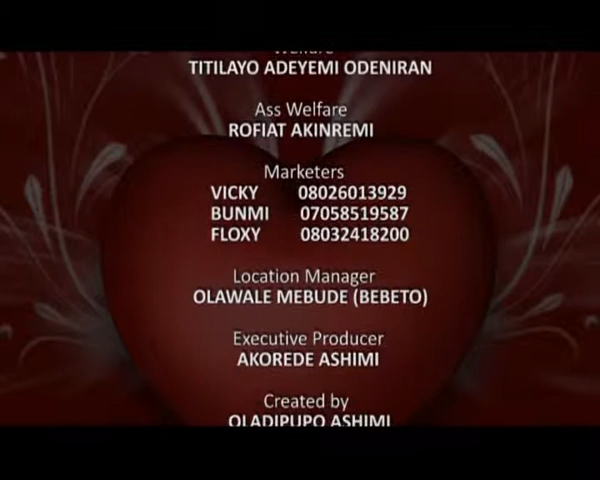 Welfare
TITILAYO ADEYEMI ODENIRAN
Ass Welfare
ROFIAT AKINREMI
Marketers
VICKY 08026013929
BUNMI 07058519587
FLOXY 08032418200
Location Manager
OLAWALE MEBUDE (BEBETO)
Executive Producer
AKOREDE ASHIMI
Created by
OLADIPUPO ASHIMI